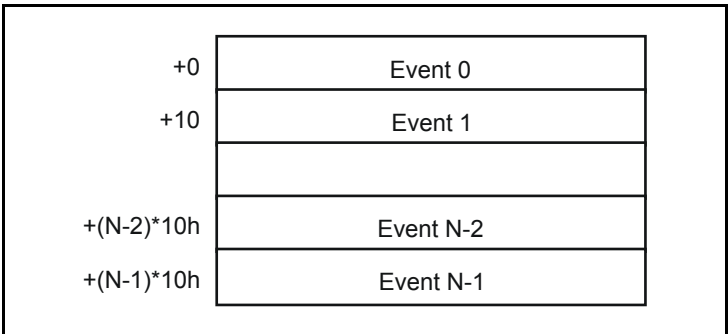 +0 Event 0
+10 Event 1
+(N-2)*10h Event N-2
+(N-1)*10h Event N-1